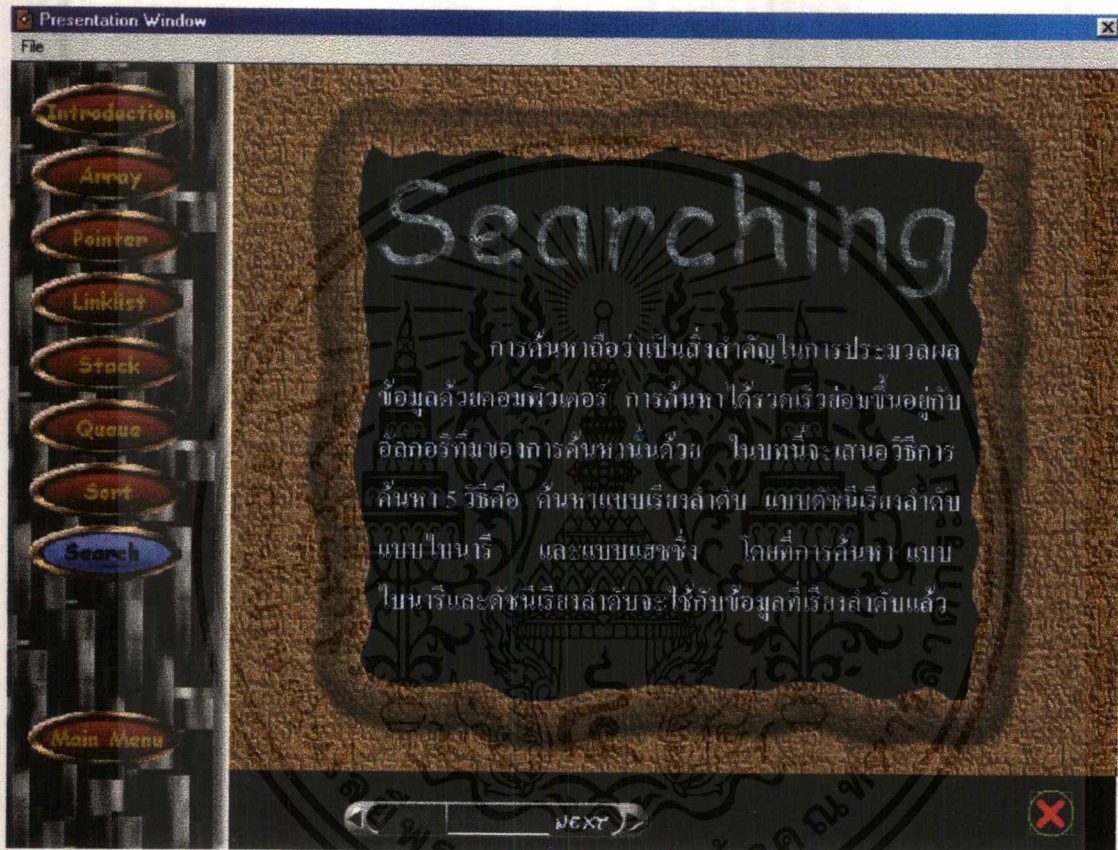 Presentation Window
File
Introduction
Array
Pointer
Linklist
Stack
Queue
Sort
Search
Main Menu
Searching
การค้นหาถือว่าเป็นสิ่งสำคัญในการประมวลผล
ข้อมูลด้วยคอมพิวเตอร์ การค้นหาได้รวดเร็วย่อมขึ้นอยู่กับ
อัลกอริทึมของการค้นหานั้นด้วย ในบทนี้จะเสนอวิธีการ
ค้นหา 5 วิธีคือ ค้นหาแบบเรียงลำดับ แบบดัชนีเรียงลำดับ
แบบไบนารี และแบบแฮชชิ่ง โดยที่การค้นหา แบบ
ไบนารีและดัชนีเรียงลำดับจะใช้กับข้อมูลที่เรียงลำดับแล้ว
NEXT